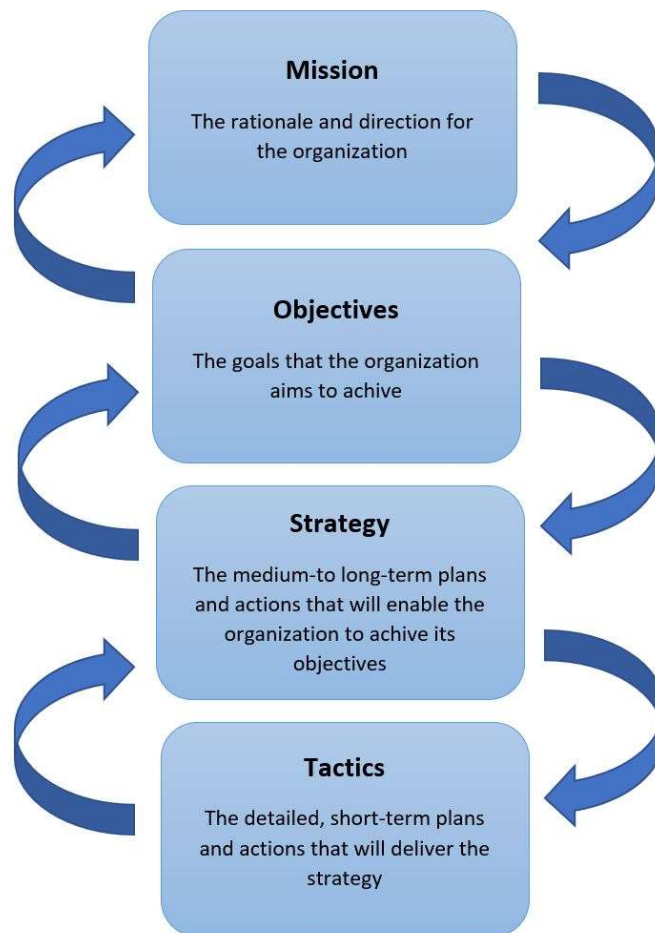 Mission
The rationale and direction for
the organization
Objectives
The goals that the organization
aims to achive
Strategy
The medium-to long-term plans
and actions that will enable the
organization to achive its
objectives
Tactics
The detailed, short-term plans
and actions that will deliver the
strategy